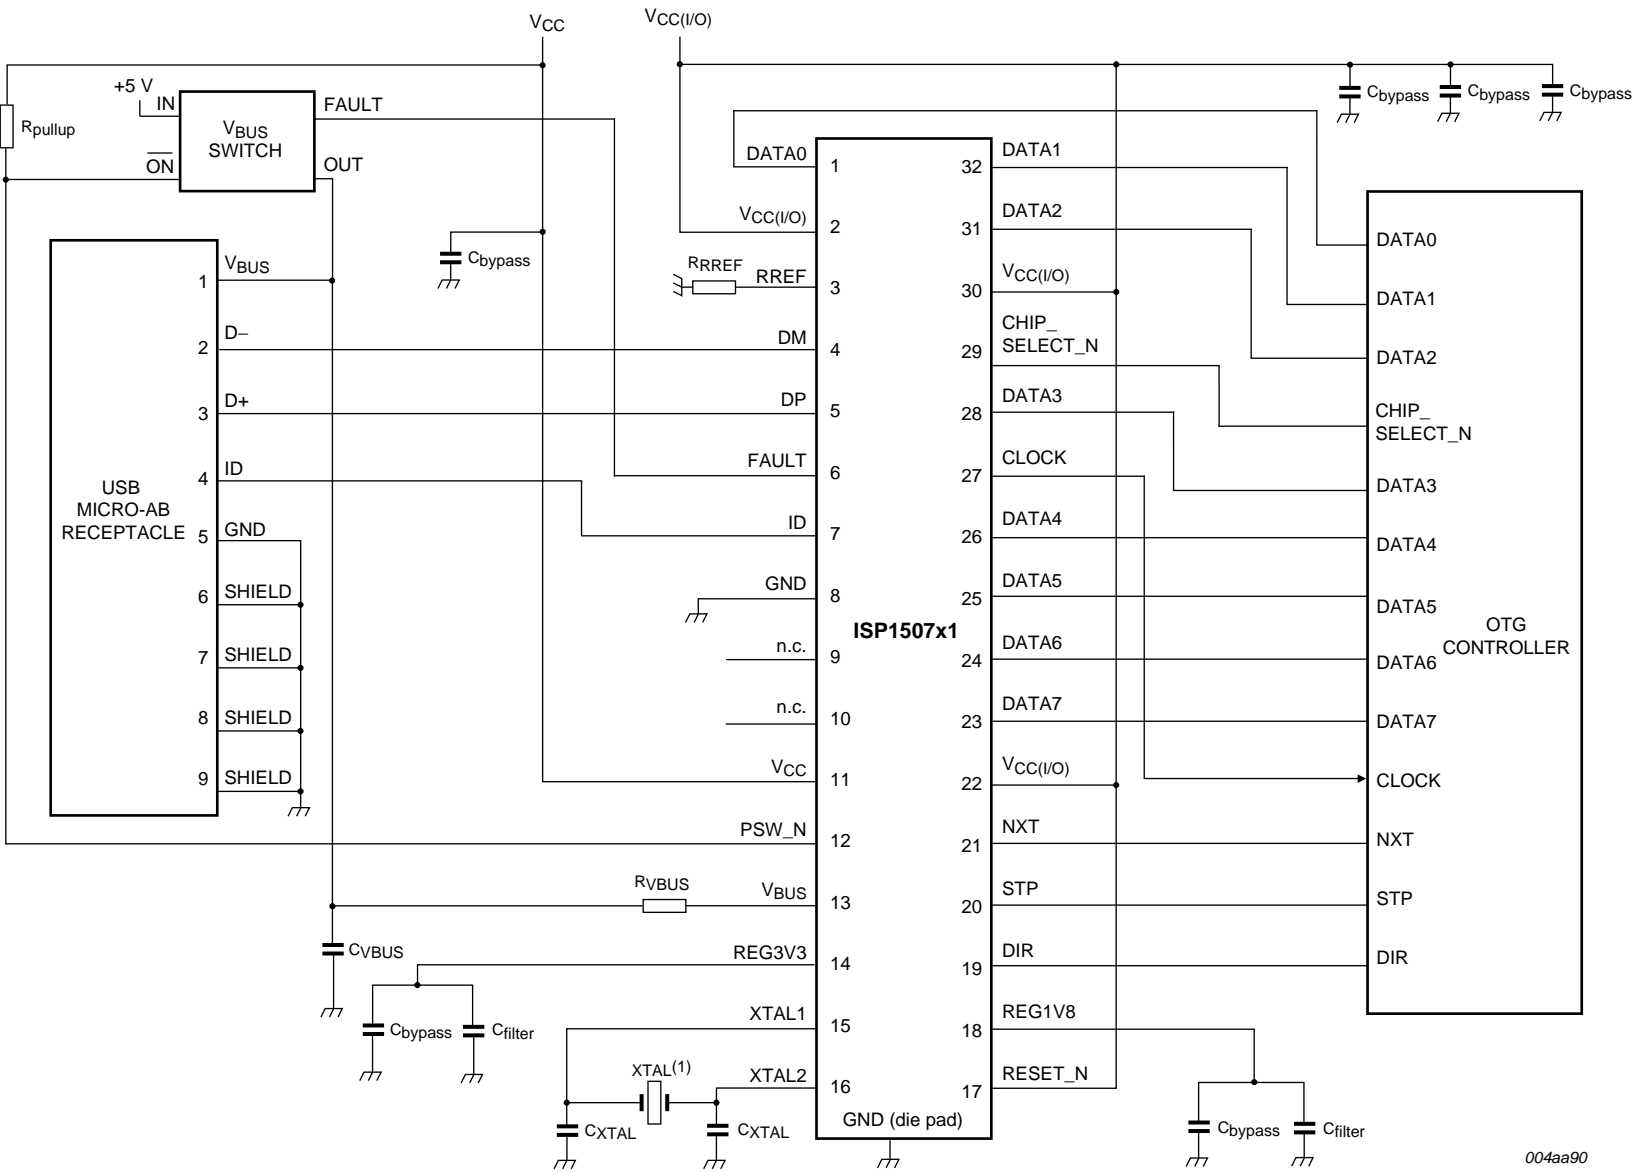 VCC
VCC(I/O)
+5 V
IN
FAULT
Rpullup
VBUS
SWITCH
ON
OUT
Cbypass
Cbypass
Cbypass
Cbypass
USB
MICRO-AB
RECEPTACLE
1 VBUS
2 D−
3 D+
4 ID
5 GND
6 SHIELD
7 SHIELD
8 SHIELD
9 SHIELD
DATA0 1
VCC(I/O) 2
RRREF
RREF 3
DM 4
DP 5
FAULT 6
ID 7
GND 8
n.c. 9
n.c. 10
VCC 11
PSW_N 12
RVBUS
VBUS 13
CVBUS
REG3V3 14
Cbypass
Cfilter
XTAL1 15
XTAL(1)
XTAL2 16
CXTAL
CXTAL
ISP1507x1
GND (die pad)
32 DATA1
31 DATA2
30 VCC(I/O)
29 CHIP_
SELECT_N
28 DATA3
27 CLOCK
26 DATA4
25 DATA5
24 DATA6
23 DATA7
22 VCC(I/O)
21 NXT
20 STP
19 DIR
18 REG1V8
17 RESET_N
Cbypass
Cfilter
DATA0
DATA1
DATA2
CHIP_
SELECT_N
DATA3
DATA4
DATA5
DATA6
DATA7
CLOCK
NXT
STP
DIR
OTG
CONTROLLER
004aa90